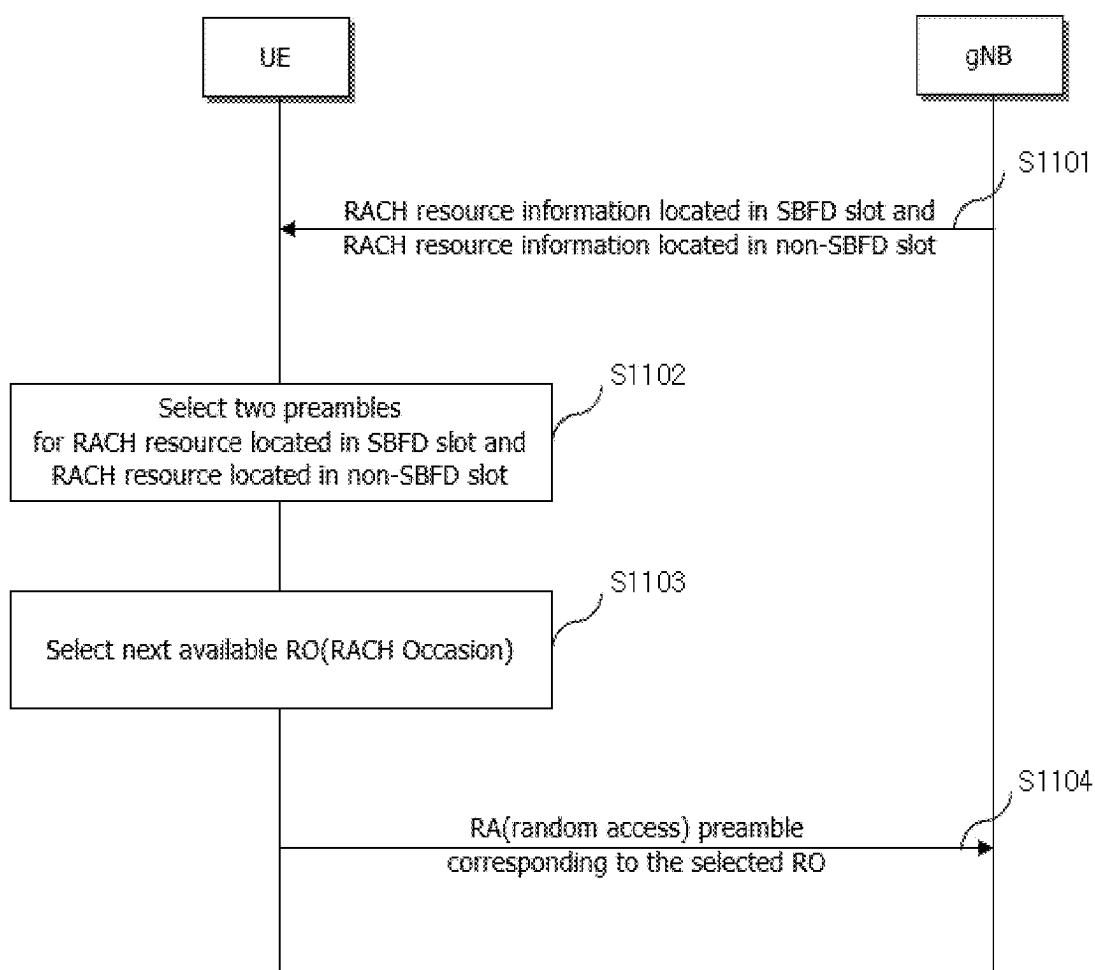 UE
gNB
S1101
RACH resource information located in SBFD slot and
RACH resource information located in non-SBFD slot
S1102
Select two preambles
for RACH resource located in SBFD slot and
RACH resource located in non-SBFD slot
S1103
Select next available RO(RACH Occasion)
S1104
RA(random access) preamble
corresponding to the selected RO